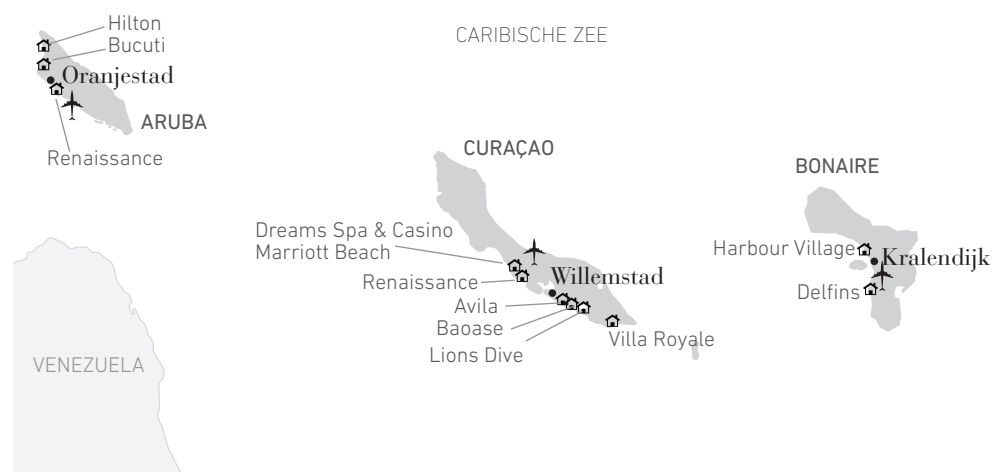 Hilton
Bucuti
Oranjestad
ARUBA
Renaissance
CARIBISCHE ZEE
CURAÇAO
Dreams Spa & Casino
Marriott Beach
Renaissance
Willemstad
Avila
Baoase
Lions Dive
Villa Royale
BONAIRE
Harbour Village
Kralendijk
Delfins
VENEZUELA